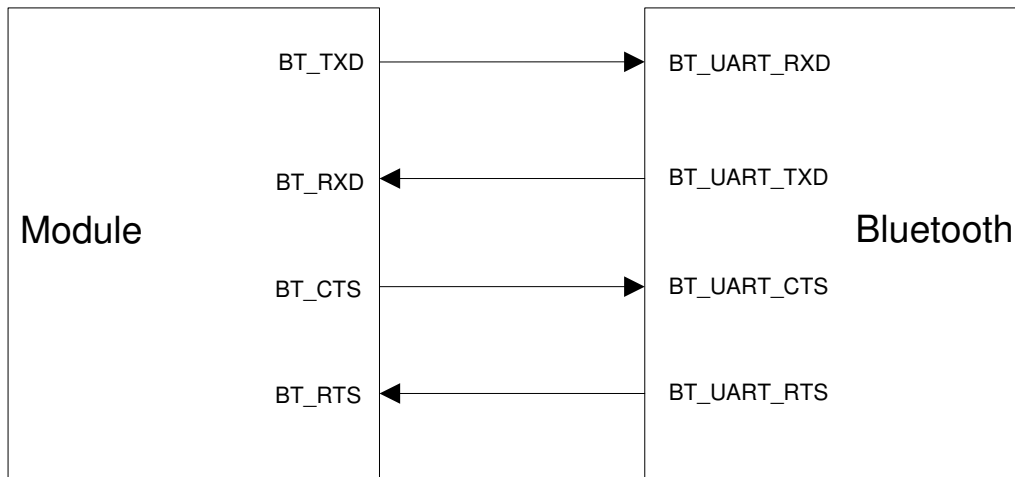 BT_TXD BT_UART_RXD
BT_RXD BT_UART_TXD
Module Bluetooth
BT_CTS BT_UART_CTS
BT_RTS BT_UART_RTS